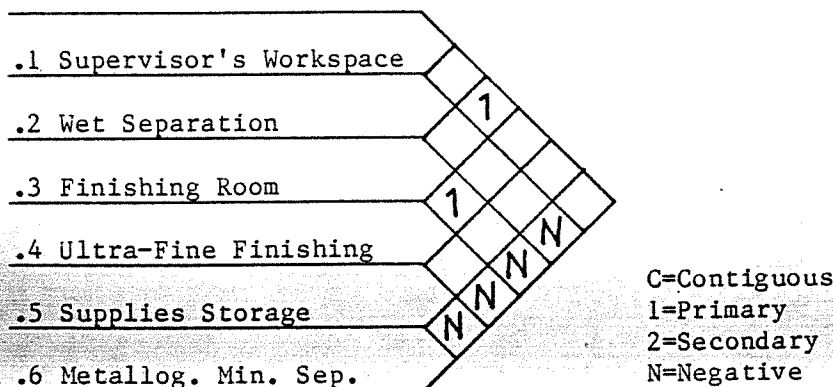 .1 Supervisor's Workspace
1
.2 Wet Separation
.3 Finishing Room
1
.4 Ultra-Fine Finishing
N
N
C=Contiguous
.5 Supplies Storage
N
N
1=Primary
2=Secondary
.6 Metallog. Min. Sep.
N=Negative